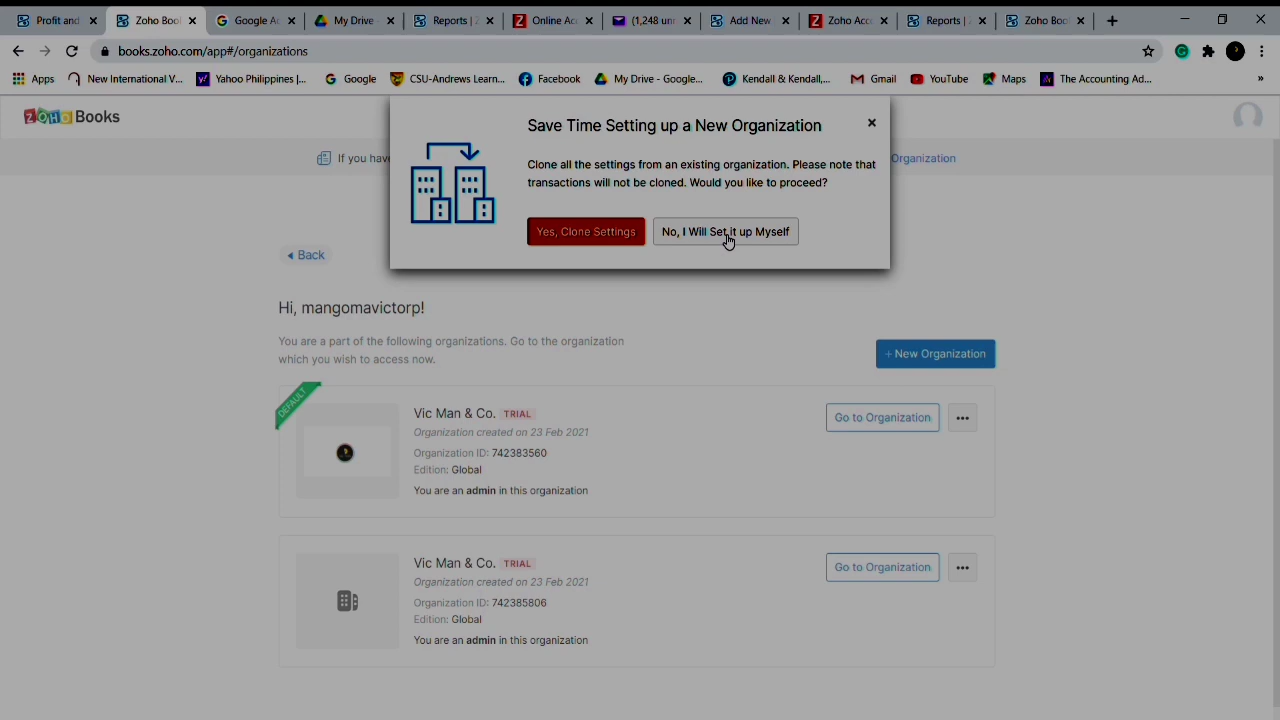 Profit and
Zoho Boo
Google Ac
My Drive -
Reports | Z
Online Acc
(1,248 un
Add New
Zoho Acc
Reports | Z
Zoho Boo
books.zoho.com/app#/organizations
Apps
New International V...
Yahoo Philippines |...
Google
CSU-Andrews Learn...
Facebook
My Drive - Google...
Kendall & Kendall,...
Gmail
YouTube
Maps
The Accounting Ad...
»
ZOHO Books
If you have
Organization
Save Time Setting up a New Organization
Clone all the settings from an existing organization. Please note that
transactions will not be cloned. Would you like to proceed?
Yes, Clone Settings
No, I Will Set it up Myself
Back
Hi, mangomavictorp!
You are a part of the following organizations. Go to the organization
which you wish to access now.
+ New Organization
DEFAULT
Vic Man & Co. TRIAL
Organization created on 23 Feb 2021
Organization ID: 742383560
Edition: Global
You are an admin in this organization
Go to Organization
Vic Man & Co. TRIAL
Organization created on 23 Feb 2021
Organization ID: 742385806
Edition: Global
You are an admin in this organization
Go to Organization